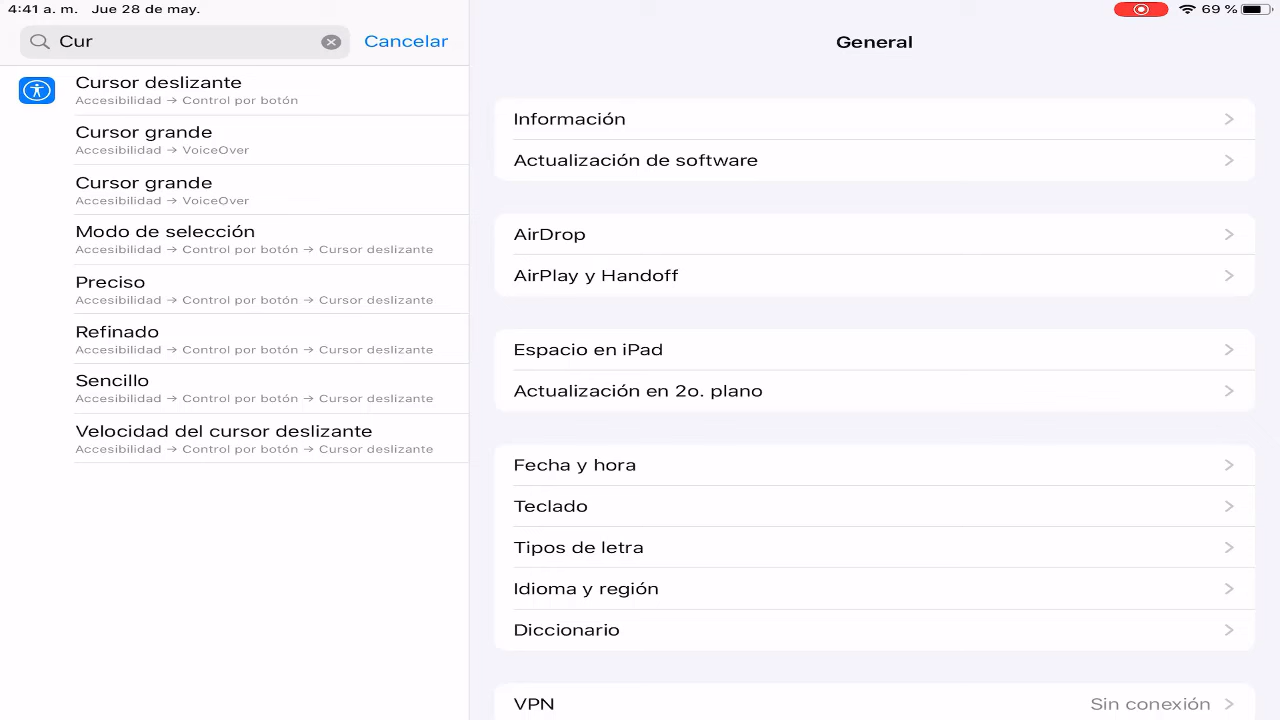 4:41 a. m. Jue 28 de may.
69 %
Cur
Cancelar
Cursor deslizante
Accesibilidad → Control por botón
Cursor grande
Accesibilidad → VoiceOver
Cursor grande
Accesibilidad → VoiceOver
Modo de selección
Accesibilidad → Control por botón → Cursor deslizante
Preciso
Accesibilidad → Control por botón → Cursor deslizante
Refinado
Accesibilidad → Control por botón → Cursor deslizante
Sencillo
Accesibilidad → Control por botón → Cursor deslizante
Velocidad del cursor deslizante
Accesibilidad → Control por botón → Cursor deslizante
General
Información
Actualización de software
AirDrop
AirPlay y Handoff
Espacio en iPad
Actualización en 2o. plano
Fecha y hora
Teclado
Tipos de letra
Idioma y región
Diccionario
VPN
Sin conexión